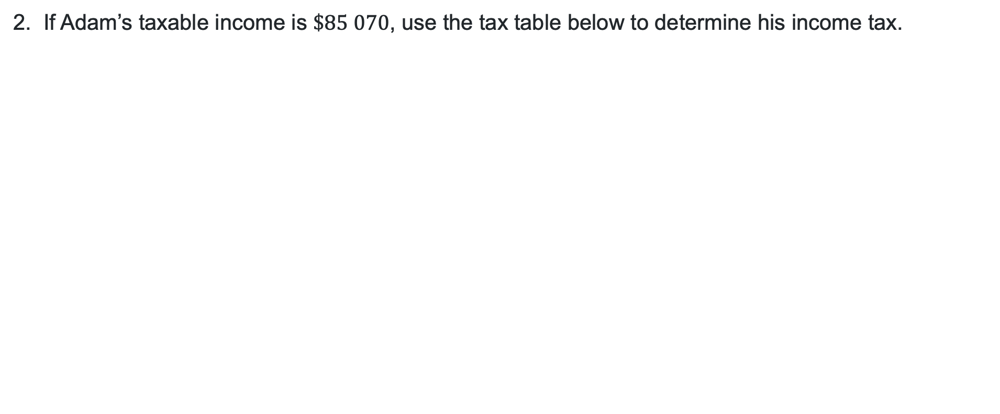 2. If Adam’s taxable income is $85 070, use the tax table below to determine his income tax.